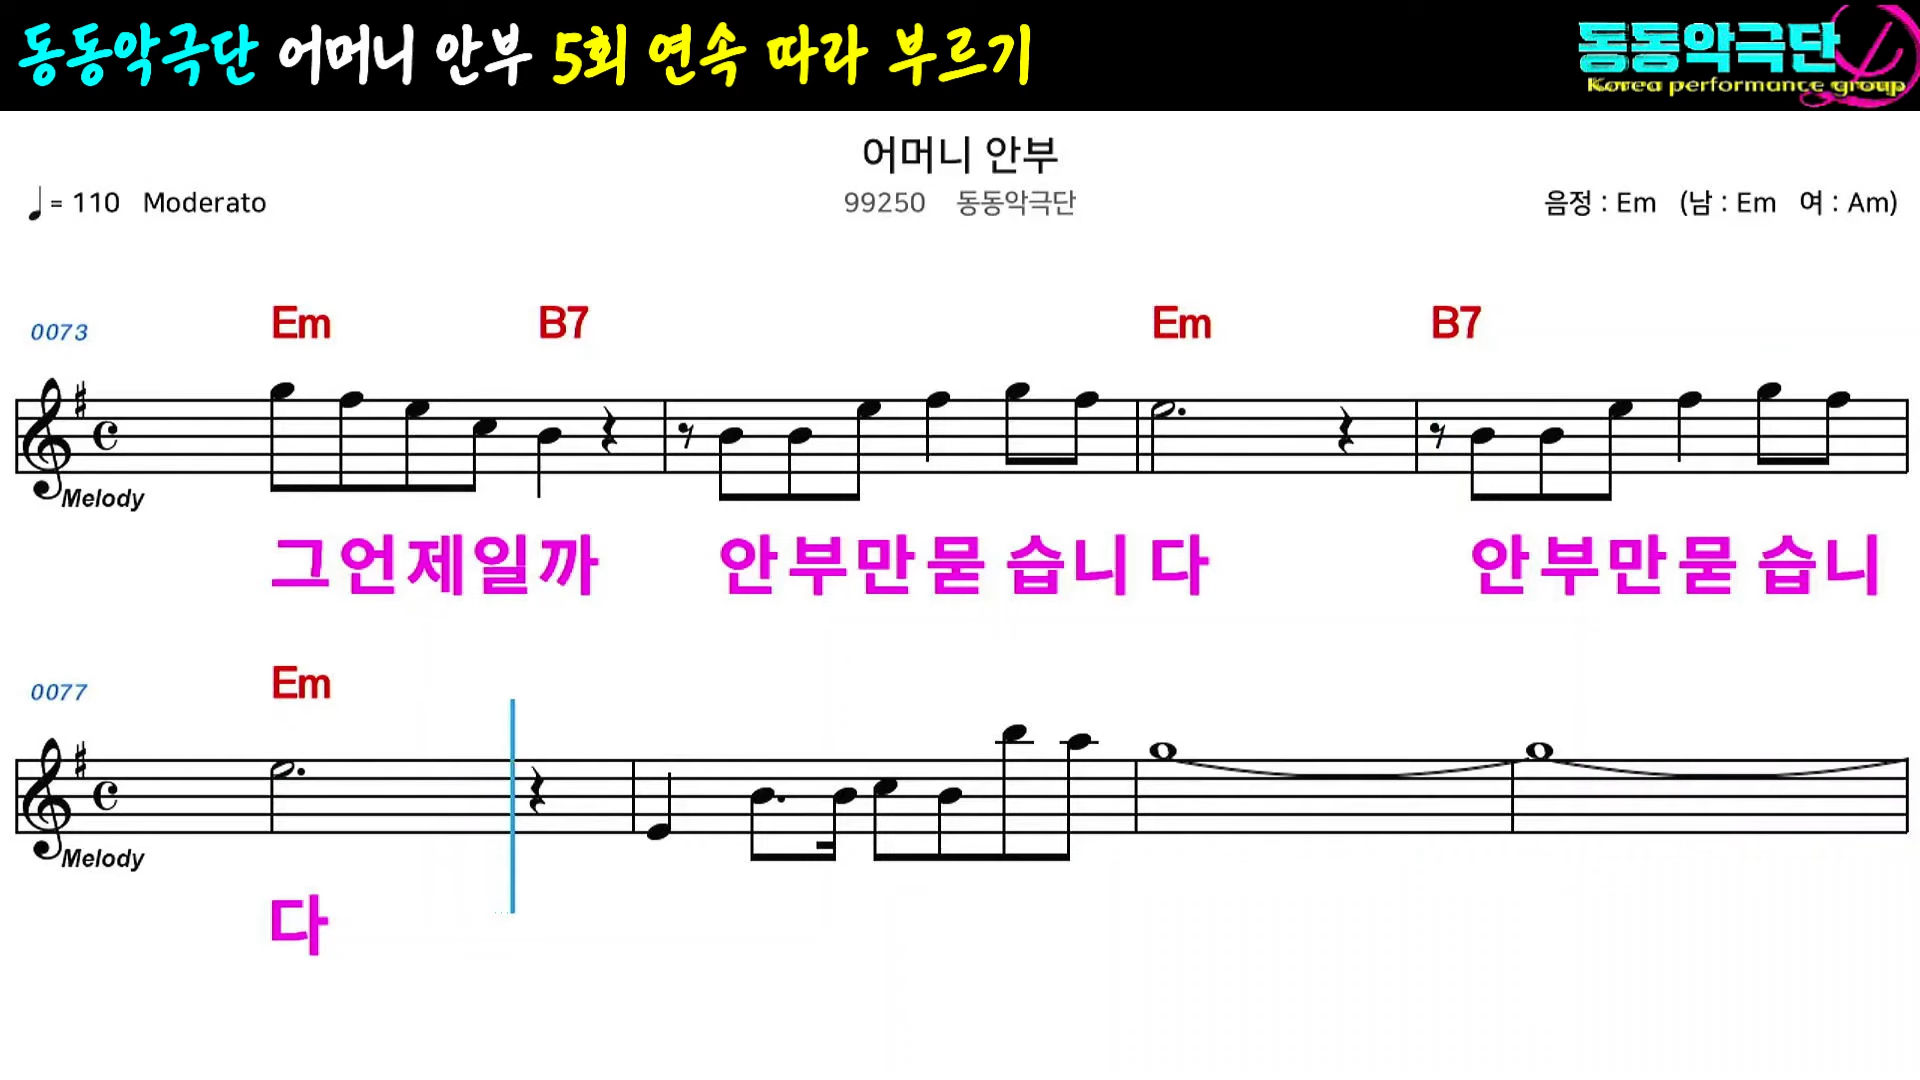 동동악극단 어머니 안부 5회 연속 따라 부르기
동동악극단
Korea performance group
어머니 안부
♩= 110 Moderato
99250 동동악극단
음정 : Em (남 : Em 여 : Am)
0073 Em B7 Em B7
Melody
그언제일까 안부만묻습니다 안부만묻습니
0077 Em
Melody
다